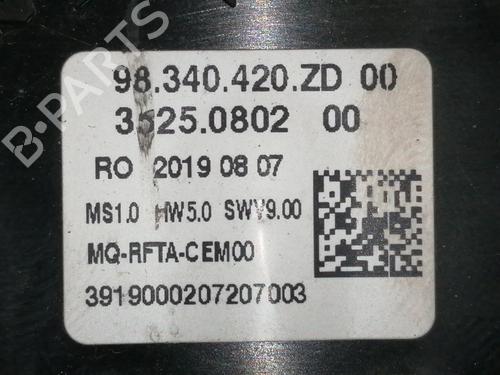 B-PARTS
98.340.420.ZD 00
3525.0802 00
RO 2019 08 07
MS1.0 HW5.0 SWV9.00
MQ-RFTA-CEM00
3919000207207003